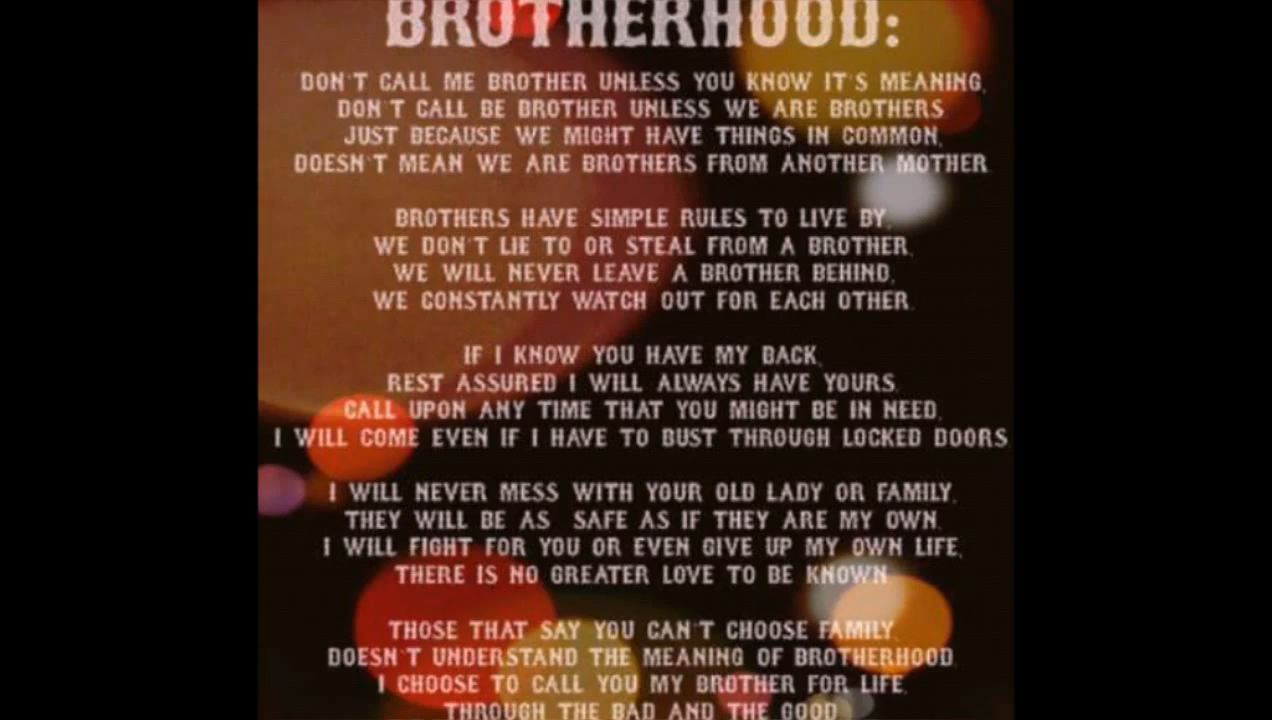 BROTHERHOOD:
DON'T CALL ME BROTHER UNLESS YOU KNOW IT'S MEANING,
DON'T CALL BE BROTHER UNLESS WE ARE BROTHERS
JUST BECAUSE WE MIGHT HAVE THINGS IN COMMON,
DOESN'T MEAN WE ARE BROTHERS FROM ANOTHER MOTHER.
BROTHERS HAVE SIMPLE RULES TO LIVE BY,
WE DON'T LIE TO OR STEAL FROM A BROTHER,
WE WILL NEVER LEAVE A BROTHER BEHIND,
WE CONSTANTLY WATCH OUT FOR EACH OTHER.
IF I KNOW YOU HAVE MY BACK,
REST ASSURED I WILL ALWAYS HAVE YOURS.
CALL UPON ANY TIME THAT YOU MIGHT BE IN NEED,
I WILL COME EVEN IF I HAVE TO BUST THROUGH LOCKED DOORS
I WILL NEVER MESS WITH YOUR OLD LADY OR FAMILY,
THEY WILL BE AS SAFE AS IF THEY ARE MY OWN.
I WILL FIGHT FOR YOU OR EVEN GIVE UP MY OWN LIFE,
THERE IS NO GREATER LOVE TO BE KNOWN
THOSE THAT SAY YOU CAN'T CHOOSE FAMILY,
DOESN'T UNDERSTAND THE MEANING OF BROTHERHOOD.
I CHOOSE TO CALL YOU MY BROTHER FOR LIFE,
THROUGH THE BAD AND THE GOOD